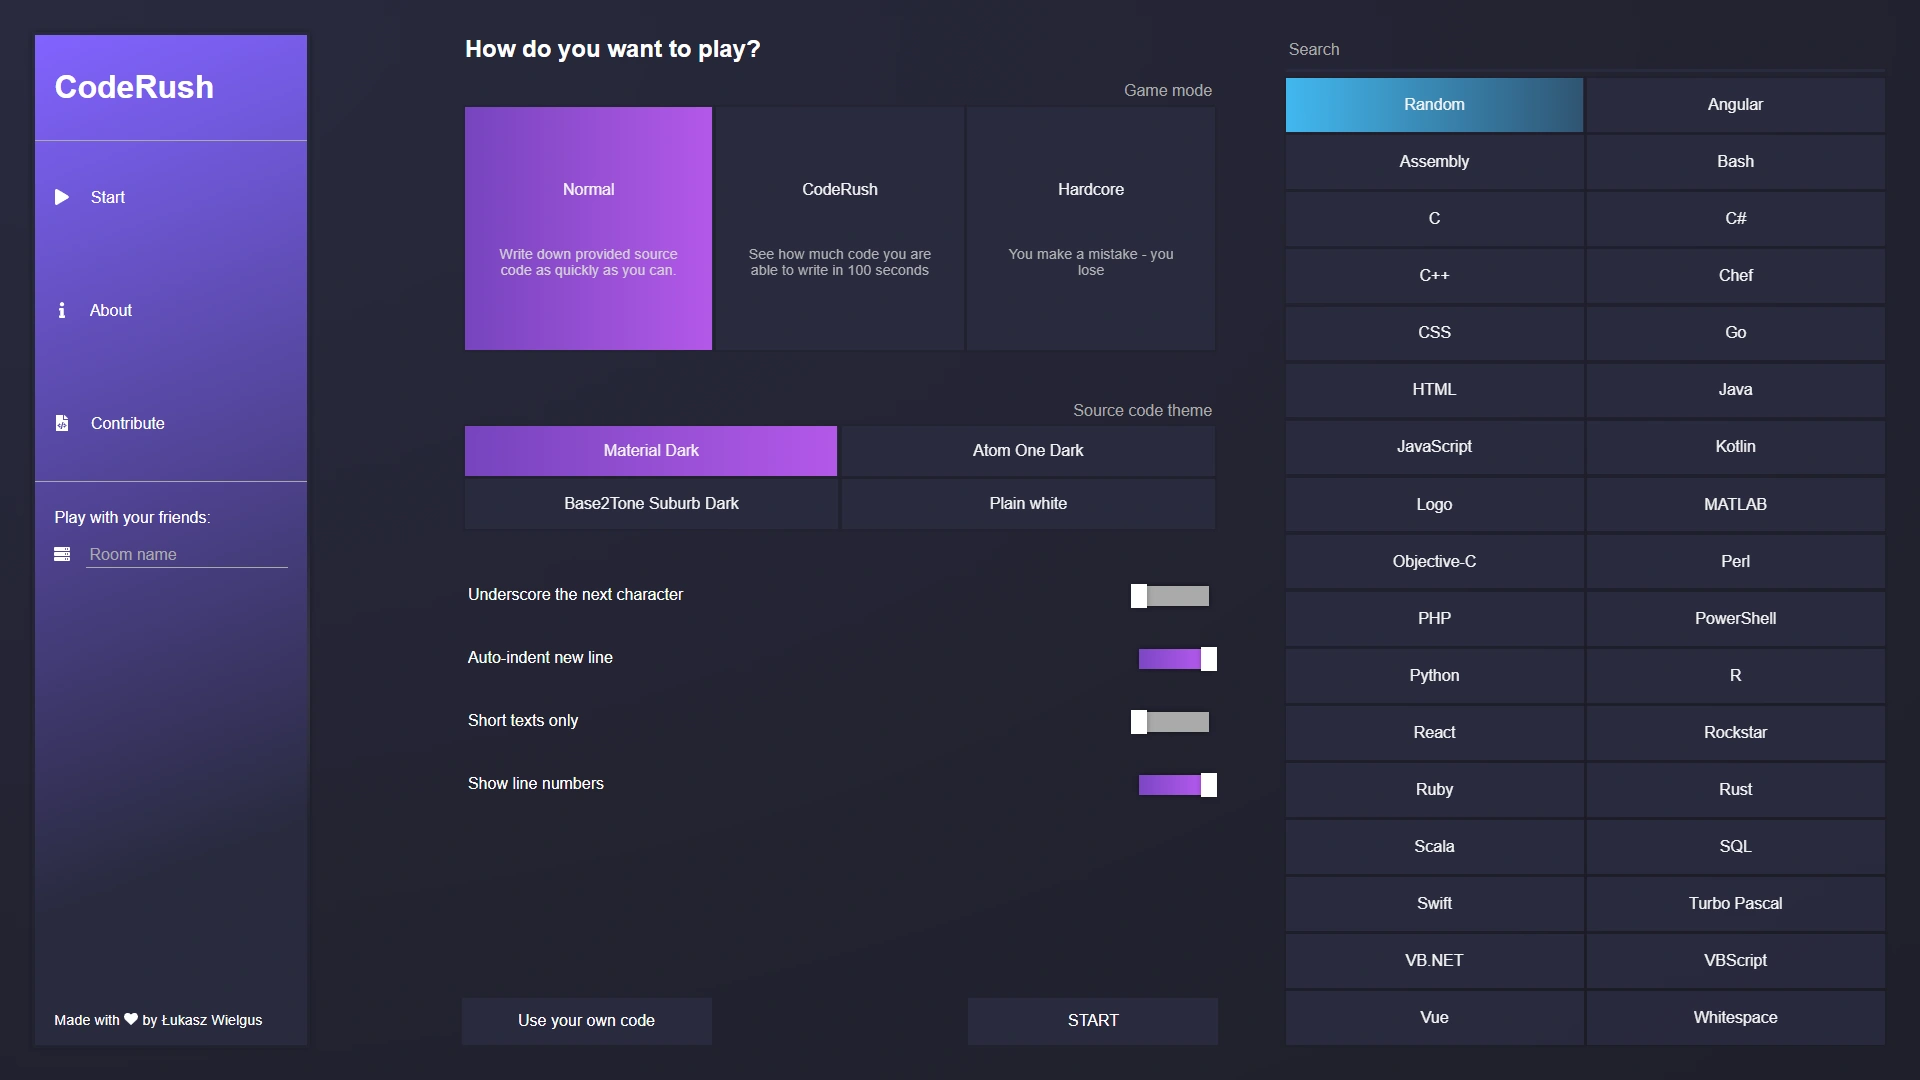 CodeRush
Start
About
Contribute
Play with your friends:
Room name
Made with by Łukasz Wielgus
How do you want to play?
Game mode
Normal
Write down provided source
code as quickly as you can.
CodeRush
See how much code you are
able to write in 100 seconds
Hardcore
You make a mistake - you
lose
Source code theme
Material Dark
Atom One Dark
Base2Tone Suburb Dark
Plain white
Underscore the next character
Auto-indent new line
Short texts only
Show line numbers
Use your own code
START
Search
Random
Angular
Assembly
Bash
C
C#
C++
Chef
CSS
Go
HTML
Java
JavaScript
Kotlin
Logo
MATLAB
Objective-C
Perl
PHP
PowerShell
Python
R
React
Rockstar
Ruby
Rust
Scala
SQL
Swift
Turbo Pascal
VB.NET
VBScript
Vue
Whitespace